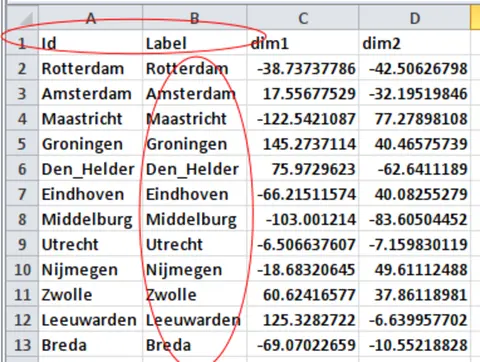 A B C D
1 Id Label dim1 dim2
2 Rotterdam Rotterdam -38.73737786 -42.50626798
3 Amsterdam Amsterdam 17.55677529 -32.19519846
4 Maastricht Maastricht -122.5421087 77.27898108
5 Groningen Groningen 145.2737114 40.46575739
6 Den_Helder Den_Helder 75.9729623 -62.6411189
7 Eindhoven Eindhoven -66.21511574 40.08255279
8 Middelburg Middelburg -103.001214 -83.60504452
9 Utrecht Utrecht -6.506637607 -7.159830119
10 Nijmegen Nijmegen -18.68320645 49.61112488
11 Zwolle Zwolle 60.62416577 37.86118981
12 Leeuwarden Leeuwarden 125.3282722 -6.639957702
13 Breda Breda -69.07022659 -10.55218828